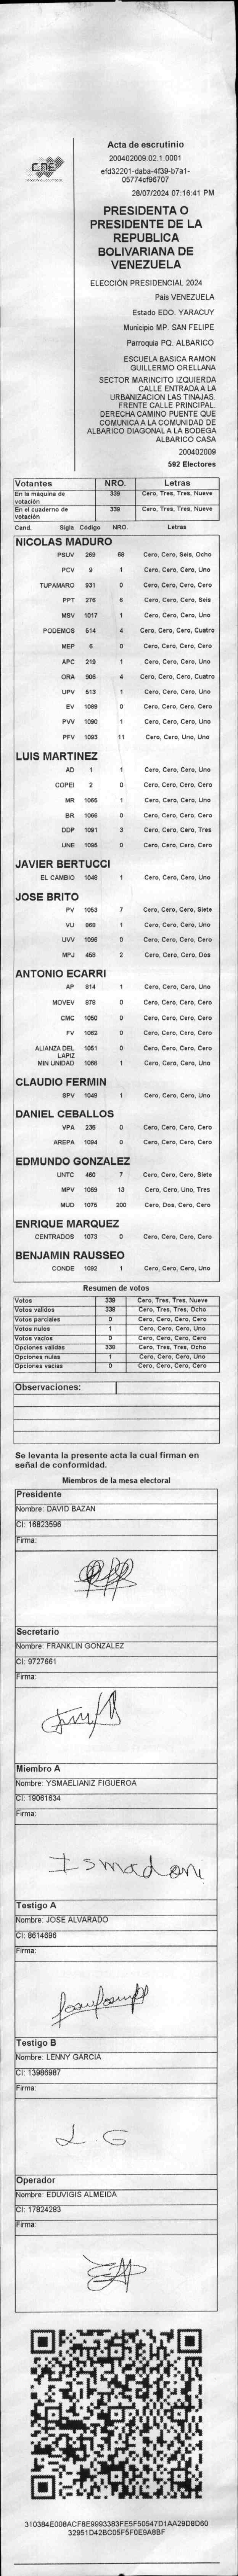 CNE
Acta de escrutinio
200402009.02.1.0001
efd32201-daba-4f39-b7a1-
05774cf96707
28/07/2024 07:16:41 PM
PRESIDENTA O
PRESIDENTE DE LA
REPUBLICA
BOLIVARIANA DE
VENEZUELA
ELECCIÓN PRESIDENCIAL 2024
País VENEZUELA
Estado EDO. YARACUY
Municipio MP. SAN FELIPE
Parroquia PQ. ALBARICO
ESCUELA BASICA RAMON
GUILLERMO ORELLANA
SECTOR MARINCITO IZQUIERDA
CALLE ENTRADA A LA
URBANIZACION LAS TINAJAS.
FRENTE CALLE PRINCIPAL.
DERECHA CAMINO PUENTE QUE
COMUNICA A LA COMUNIDAD DE
ALBARICO DIAGONAL A LA BODEGA
ALBARICO CASA
200402009
592 Electores
Votantes NRO. Letras
En la máquina de votación 339 Cero, Tres, Tres, Nueve
En el cuaderno de votación 339 Cero, Tres, Tres, Nueve
Cand. Sigla Codigo NRO. Letras
NICOLAS MADURO
PSUV 269 68 Cero, Cero, Seis, Ocho
PCV 9 1 Cero, Cero, Cero, Uno
TUPAMARO 931 0 Cero, Cero, Cero, Cero
PPT 276 6 Cero, Cero, Cero, Seis
MSV 1017 1 Cero, Cero, Cero, Uno
PODEMOS 514 4 Cero, Cero, Cero, Cuatro
MEP 6 0 Cero, Cero, Cero, Cero
APC 219 1 Cero, Cero, Cero, Uno
ORA 906 4 Cero, Cero, Cero, Cuatro
UPV 513 1 Cero, Cero, Cero, Uno
EV 1089 0 Cero, Cero, Cero, Cero
PVV 1090 1 Cero, Cero, Cero, Uno
PFV 1093 11 Cero, Cero, Uno, Uno
LUIS MARTINEZ
AD 1 1 Cero, Cero, Cero, Uno
COPEI 2 0 Cero, Cero, Cero, Cero
MR 1065 1 Cero, Cero, Cero, Uno
BR 1066 0 Cero, Cero, Cero, Cero
DDP 1091 3 Cero, Cero, Cero, Tres
UNE 1095 0 Cero, Cero, Cero, Cero
JAVIER BERTUCCI
EL CAMBIO 1048 1 Cero, Cero, Cero, Uno
JOSE BRITO
PV 1053 7 Cero, Cero, Cero, Siete
VU 868 1 Cero, Cero, Cero, Uno
UVV 1096 0 Cero, Cero, Cero, Cero
MPJ 458 2 Cero, Cero, Cero, Dos
ANTONIO ECARRI
AP 814 1 Cero, Cero, Cero, Uno
MOVEV 879 0 Cero, Cero, Cero, Cero
CMC 1050 0 Cero, Cero, Cero, Cero
FV 1062 0 Cero, Cero, Cero, Cero
ALIANZA DEL LAPIZ 1051 0 Cero, Cero, Cero, Cero
MIN UNIDAD 1068 1 Cero, Cero, Cero, Uno
CLAUDIO FERMIN
SPV 1049 1 Cero, Cero, Cero, Uno
DANIEL CEBALLOS
VPA 236 0 Cero, Cero, Cero, Cero
AREPA 1094 0 Cero, Cero, Cero, Cero
EDMUNDO GONZALEZ
UNTC 460 7 Cero, Cero, Cero, Siete
MPV 1069 13 Cero, Cero, Uno, Tres
MUD 1075 200 Cero, Dos, Cero, Cero
ENRIQUE MARQUEZ
CENTRADOS 1073 0 Cero, Cero, Cero, Cero
BENJAMIN RAUSSEO
CONDE 1092 1 Cero, Cero, Cero, Uno
Resumen de votos
Votos 339 Cero, Tres, Tres, Nueve
Votos validos 338 Cero, Tres, Tres, Ocho
Votos parciales 0 Cero, Cero, Cero, Cero
Votos nulos 1 Cero, Cero, Cero, Uno
Votos vacios 0 Cero, Cero, Cero, Cero
Opciones validas 338 Cero, Tres, Tres, Ocho
Opciones nulas 1 Cero, Cero, Cero, Uno
Opciones vacias 0 Cero, Cero, Cero, Cero
Observaciones:
Se levanta la presente acta la cual firman en
señal de conformidad.
Miembros de la mesa electoral
Presidente
Nombre: DAVID BAZAN
CI: 16823596
Firma:
Secretario
Nombre: FRANKLIN GONZALEZ
CI: 9727661
Firma:
Miembro A
Nombre: YSMAELIANIZ FIGUEROA
CI: 19061634
Firma:
Testigo A
Nombre: JOSE ALVARADO
CI: 8614696
Firma:
Testigo B
Nombre: LENNY GARCIA
CI: 13986987
Firma:
L G
Operador
Nombre: EDUVIGIS ALMEIDA
CI: 17824283
Firma:
310384E008ACF8E9993383FE5F50547D1AA29D8D60
32951D42BC05F5F0E9A8BF